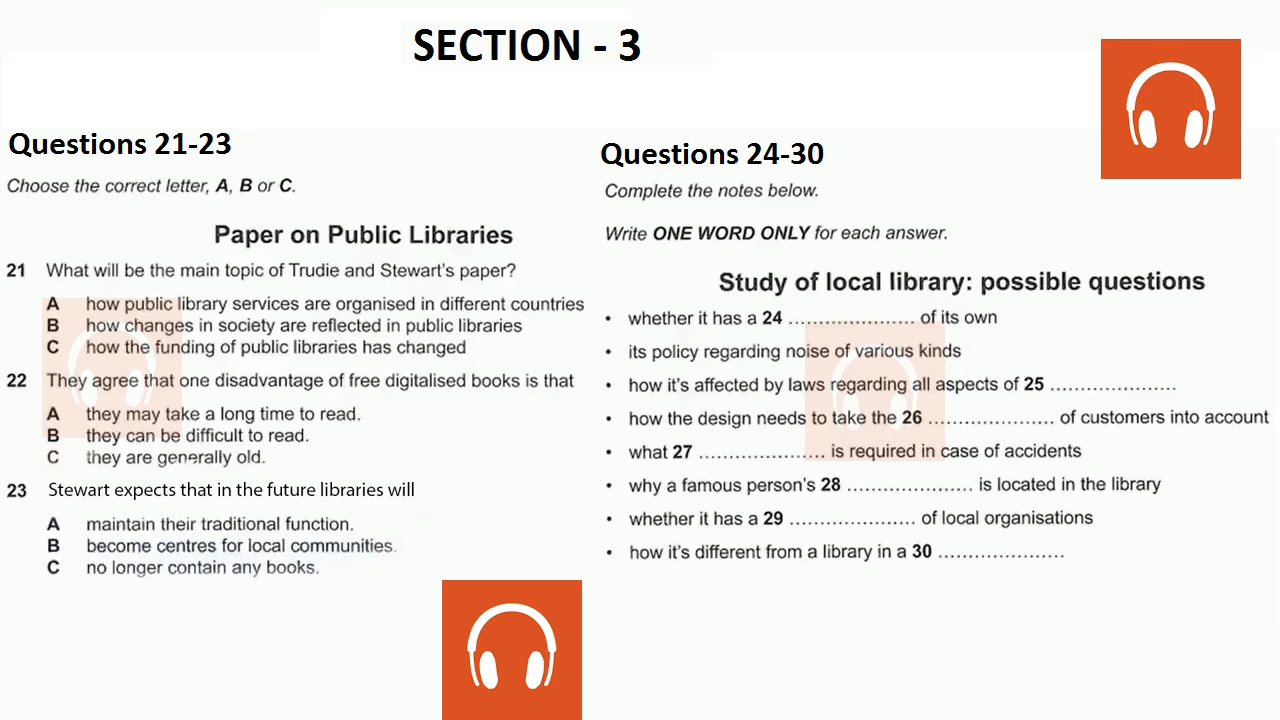 SECTION - 3
Questions 21-23
Choose the correct letter, A, B or C.
Paper on Public Libraries
21 What will be the main topic of Trudie and Stewart's paper?
A how public library services are organised in different countries
B how changes in society are reflected in public libraries
C how the funding of public libraries has changed
22 They agree that one disadvantage of free digitalised books is that
A they may take a long time to read.
B they can be difficult to read.
C they are generally old.
23 Stewart expects that in the future libraries will
A maintain their traditional function.
B become centres for local communities.
C no longer contain any books.
Questions 24-30
Complete the notes below.
Write ONE WORD ONLY for each answer.
Study of local library: possible questions
• whether it has a 24 ..................... of its own
• its policy regarding noise of various kinds
• how it's affected by laws regarding all aspects of 25 .....................
• how the design needs to take the 26 ..................... of customers into account
• what 27 ..................... is required in case of accidents
• why a famous person's 28 ..................... is located in the library
• whether it has a 29 ..................... of local organisations
• how it's different from a library in a 30 .....................